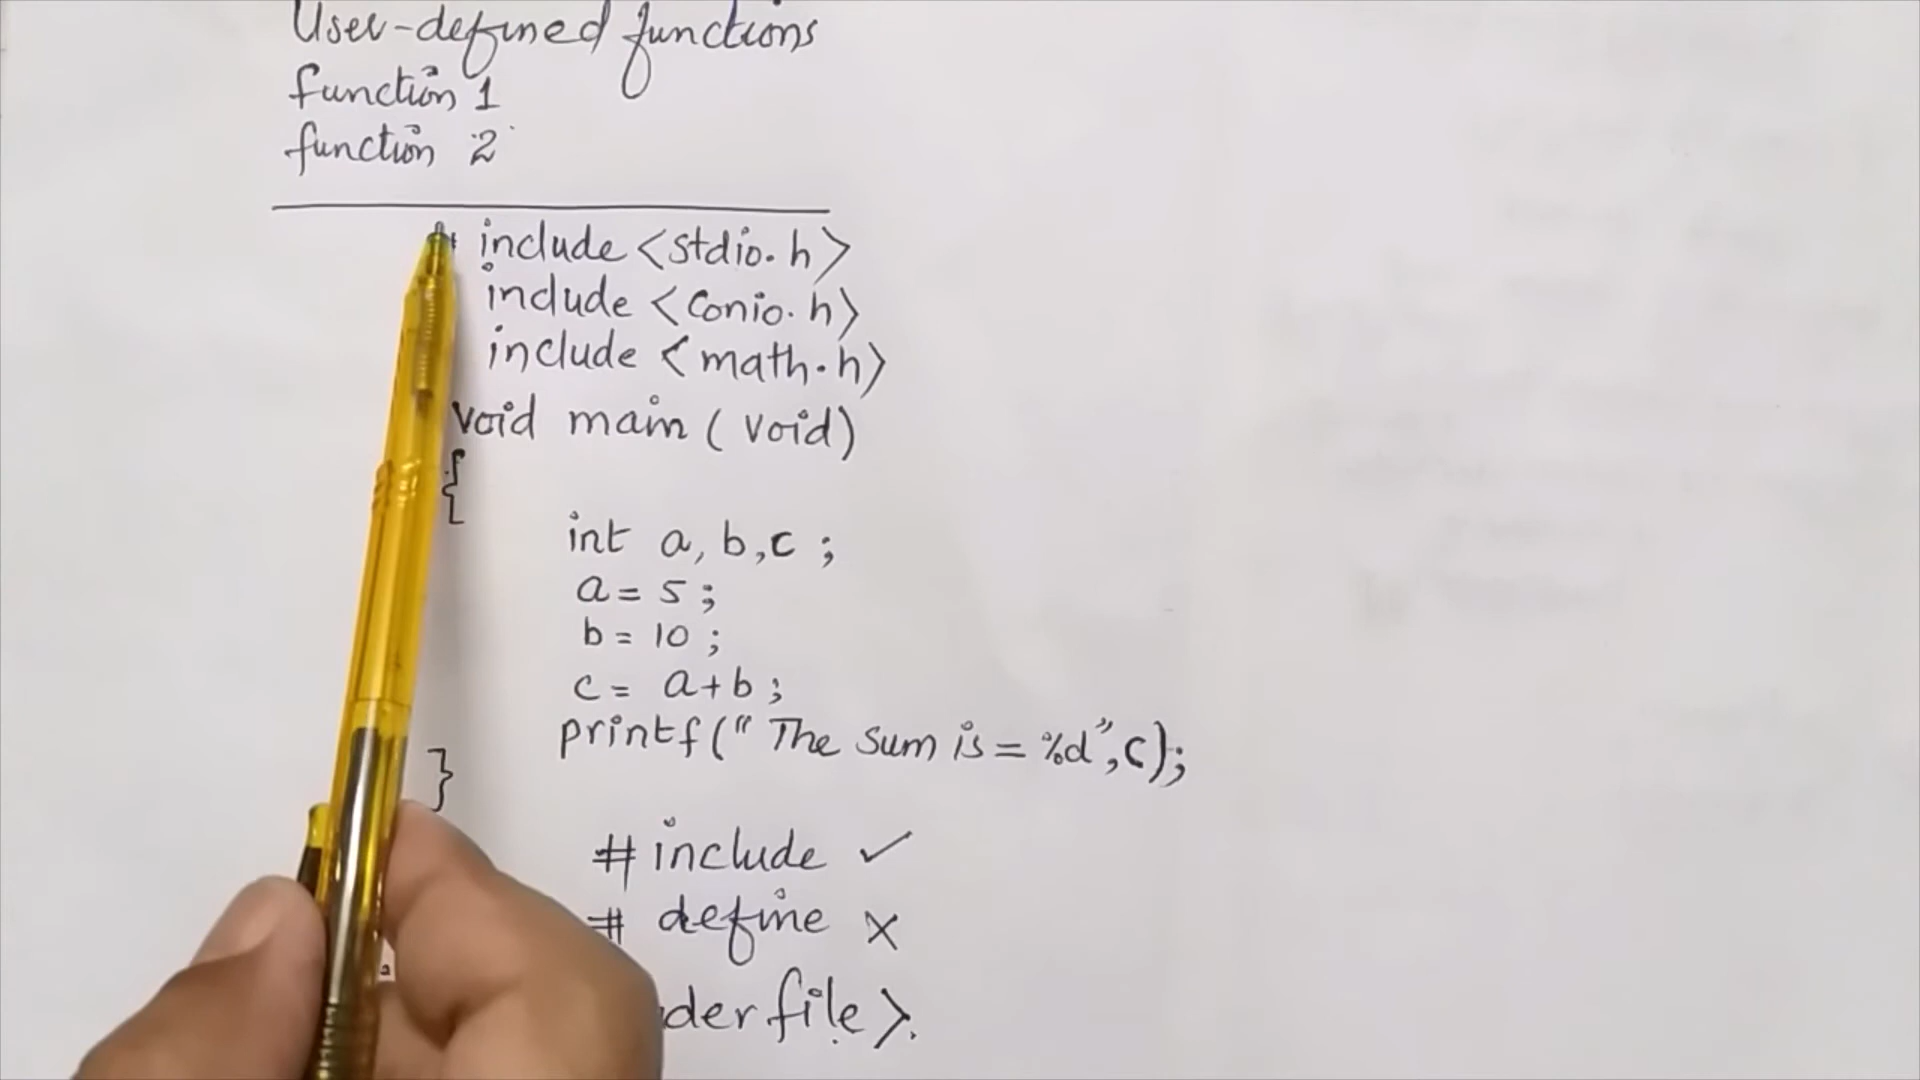 User-defined functions
function 1
function 2
# include <stdio.h>
include <conio.h>
include <math.h>
void main (void)
{
int a, b, c ;
a = 5 ;
b = 10 ;
c = a+b ;
printf(" The Sum is = %d", c);
}
# include ✓
# define ×
der file >.